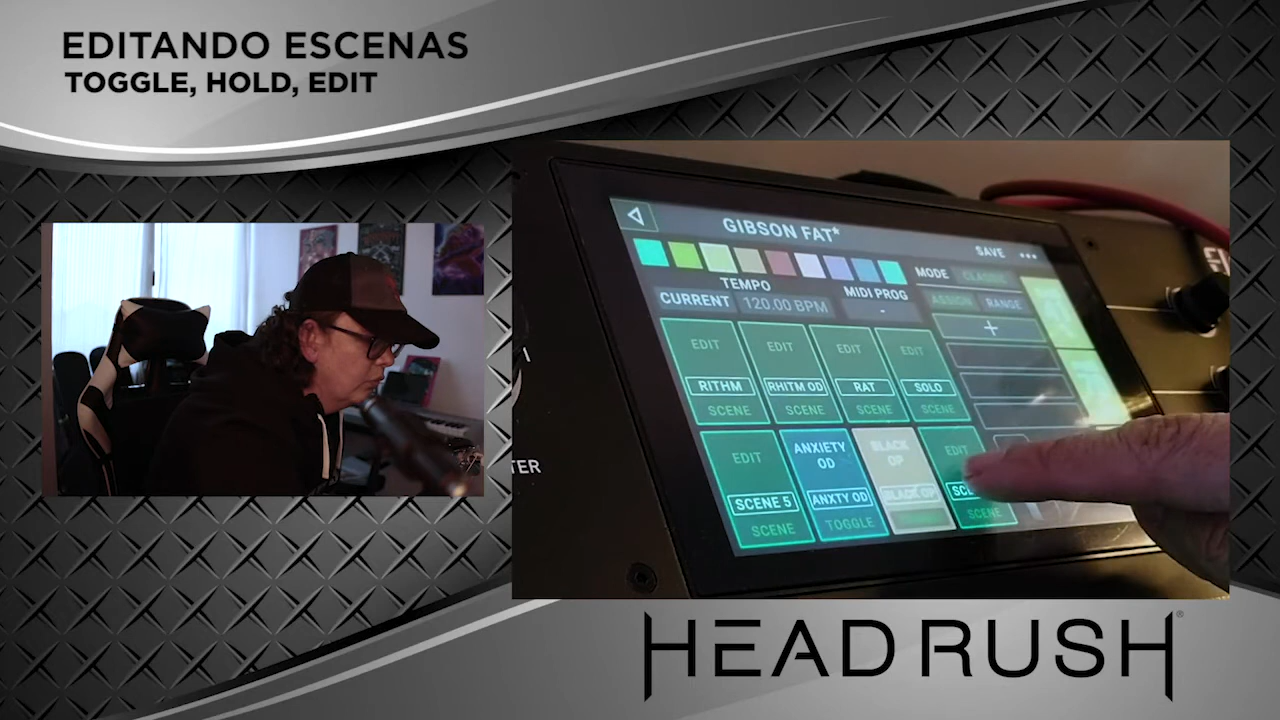 EDITANDO ESCENAS
TOGGLE, HOLD, EDIT
GIBSON FAT*
SAVE
TEMPO
CURRENT 120.00 BPM
MIDI PROG
-
MODE CLASSIC
ASSIGN RANGE
+
EDIT EDIT EDIT EDIT
RITHM RHITM OD RAT SOLO
SCENE SCENE SCENE SCENE
EDIT ANXIETY OD BLACK OP EDIT
SCENE 5 ANXTY OD BLACK OP
SCENE TOGGLE SCENE
TER
HEADRUSH®